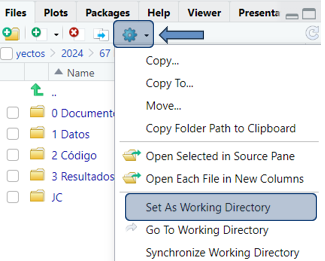 Files Plots Packages Help Viewer Presenta
yectos 2024 67
Name
..
0 Documento
1 Datos
2 Código
3 Resultados
JC
Copy...
Copy To...
Move...
Copy Folder Path to Clipboard
Open Selected in Source Pane
Open Each File in New Columns
Set As Working Directory
Go To Working Directory
Synchronize Working Directory